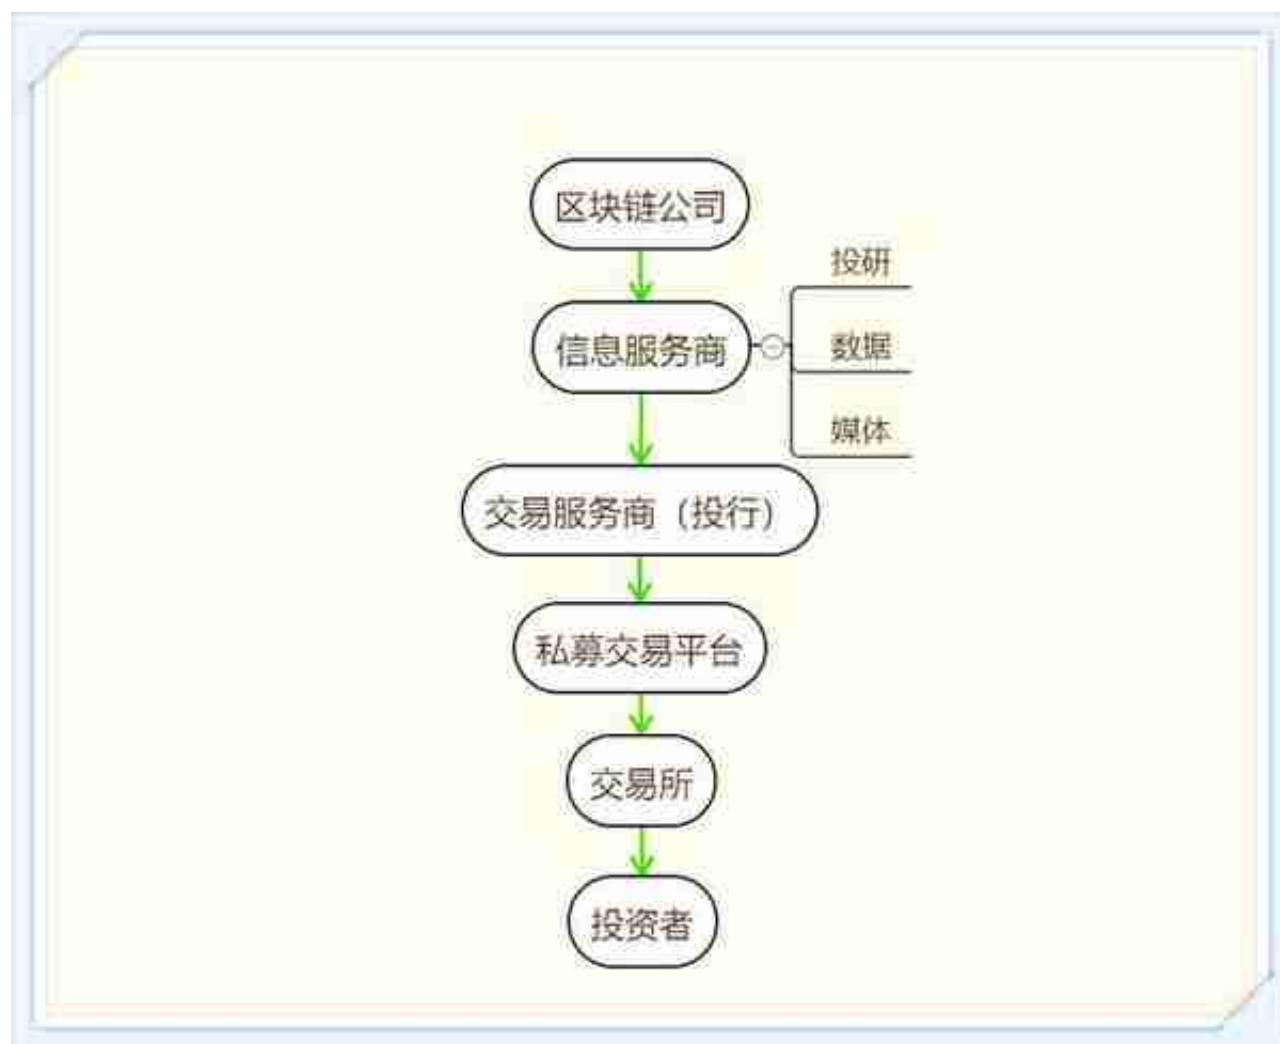 区块链公司
信息服务商
投研
数据
媒体
交易服务商（投行）
私募交易平台
交易所
投资者